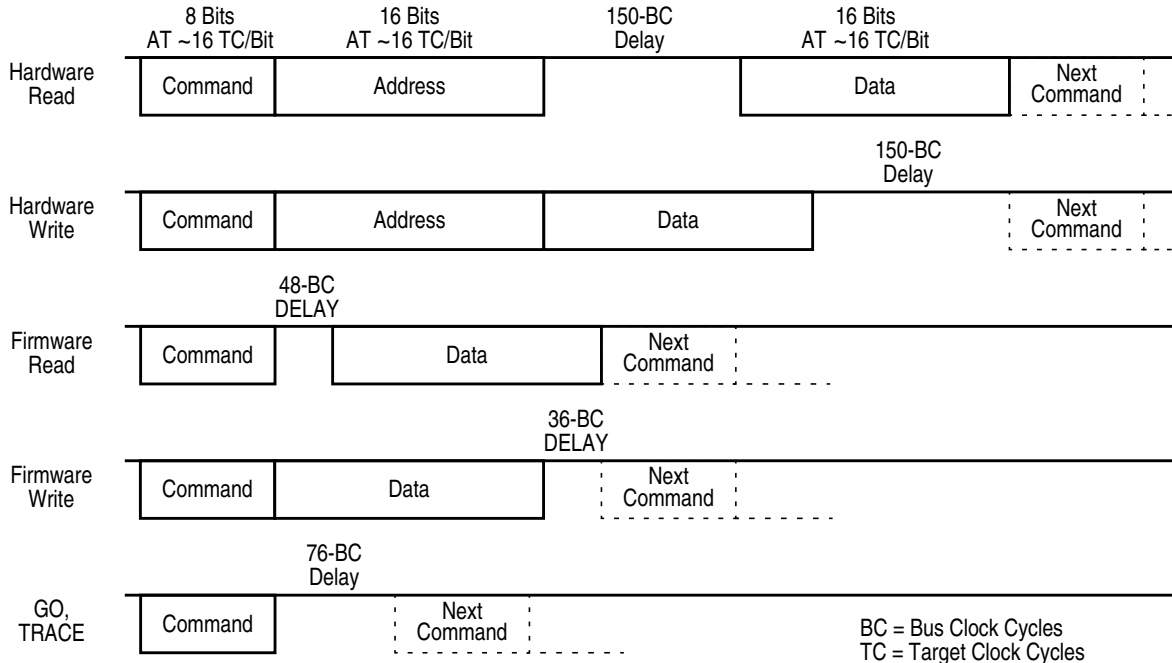 8 Bits
AT ~16 TC/Bit
16 Bits
AT ~16 TC/Bit
150-BC
Delay
16 Bits
AT ~16 TC/Bit
Hardware
Read
Command
Address
Data
Next
Command
150-BC
Delay
Hardware
Write
Command
Address
Data
Next
Command
48-BC
DELAY
Firmware
Read
Command
Data
Next
Command
36-BC
DELAY
Firmware
Write
Command
Data
Next
Command
76-BC
Delay
GO,
TRACE
Command
Next
Command
BC = Bus Clock Cycles
TC = Target Clock Cycles